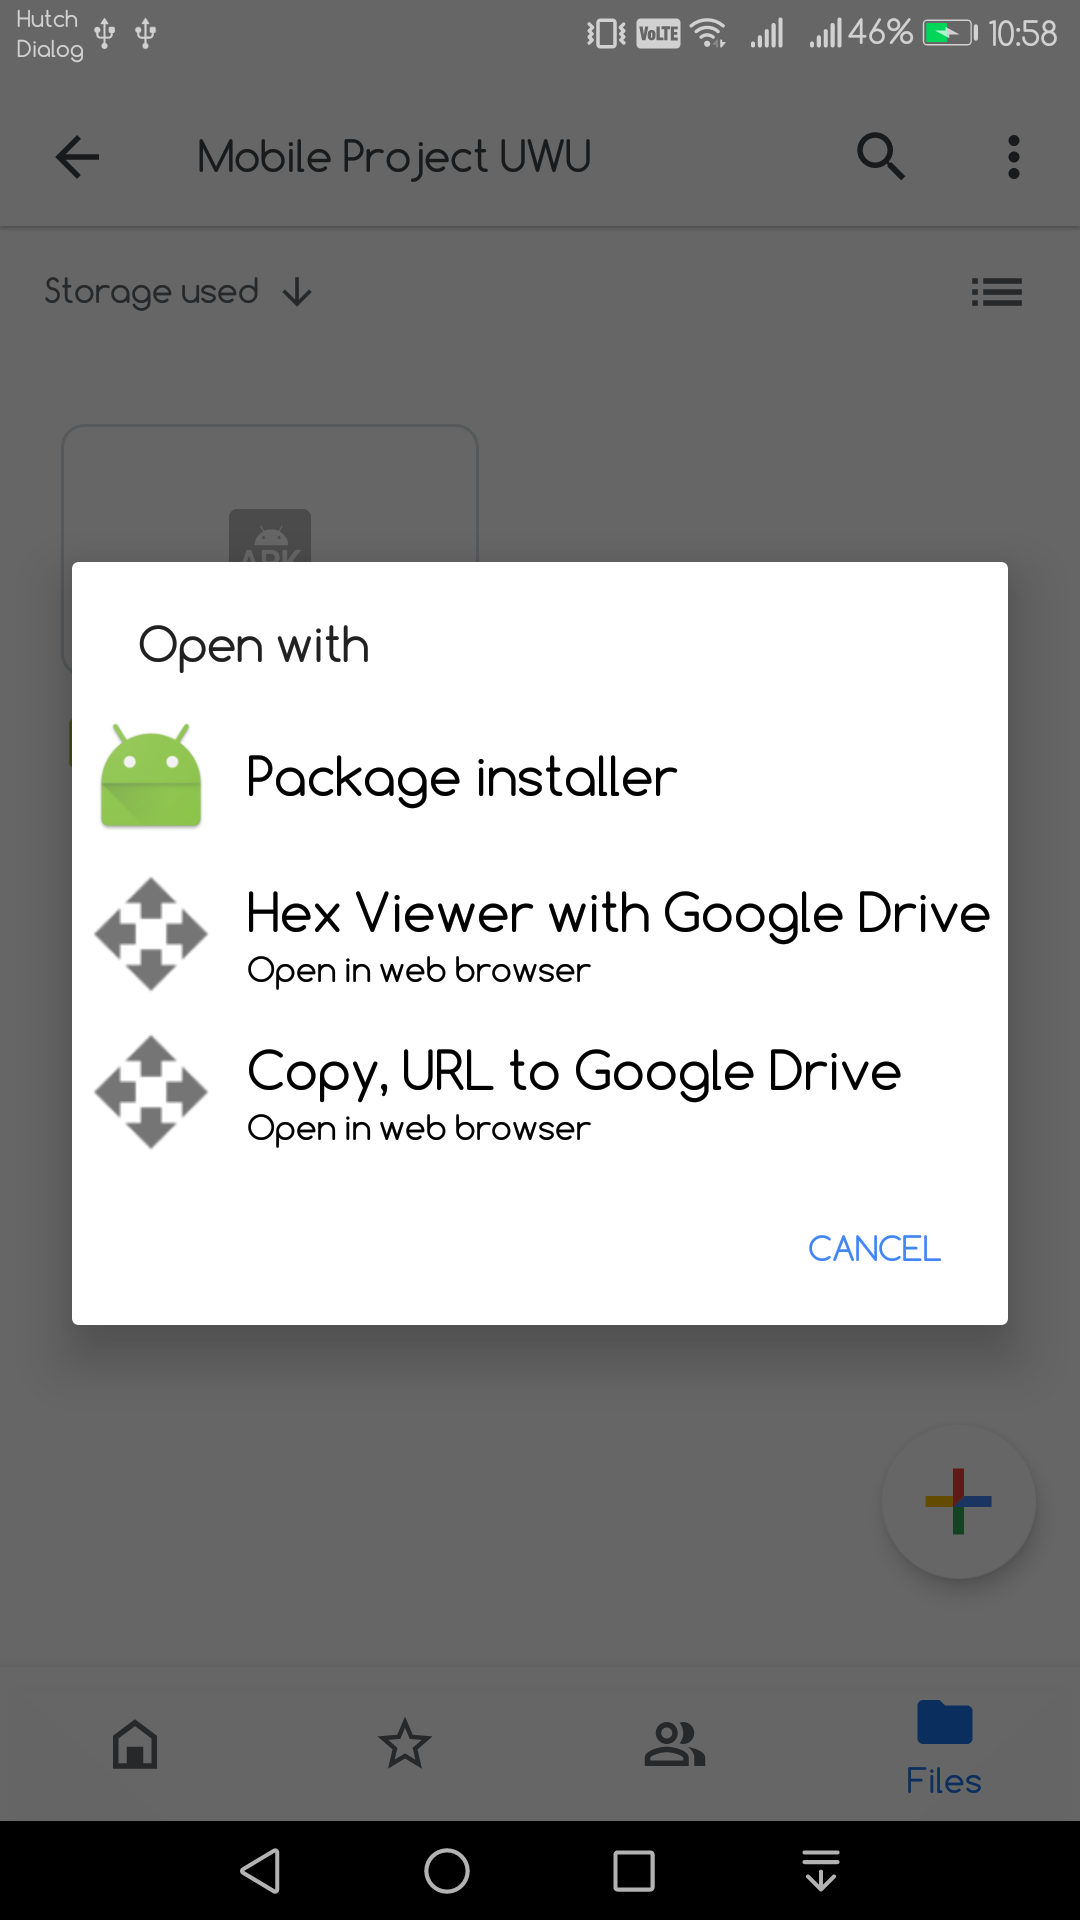 Hutch
Dialog
VoLTE
46%
10:58
Mobile Project UWU
Storage used
APK
Open with
Package installer
Hex Viewer with Google Drive
Open in web browser
Copy, URL to Google Drive
Open in web browser
CANCEL
Files